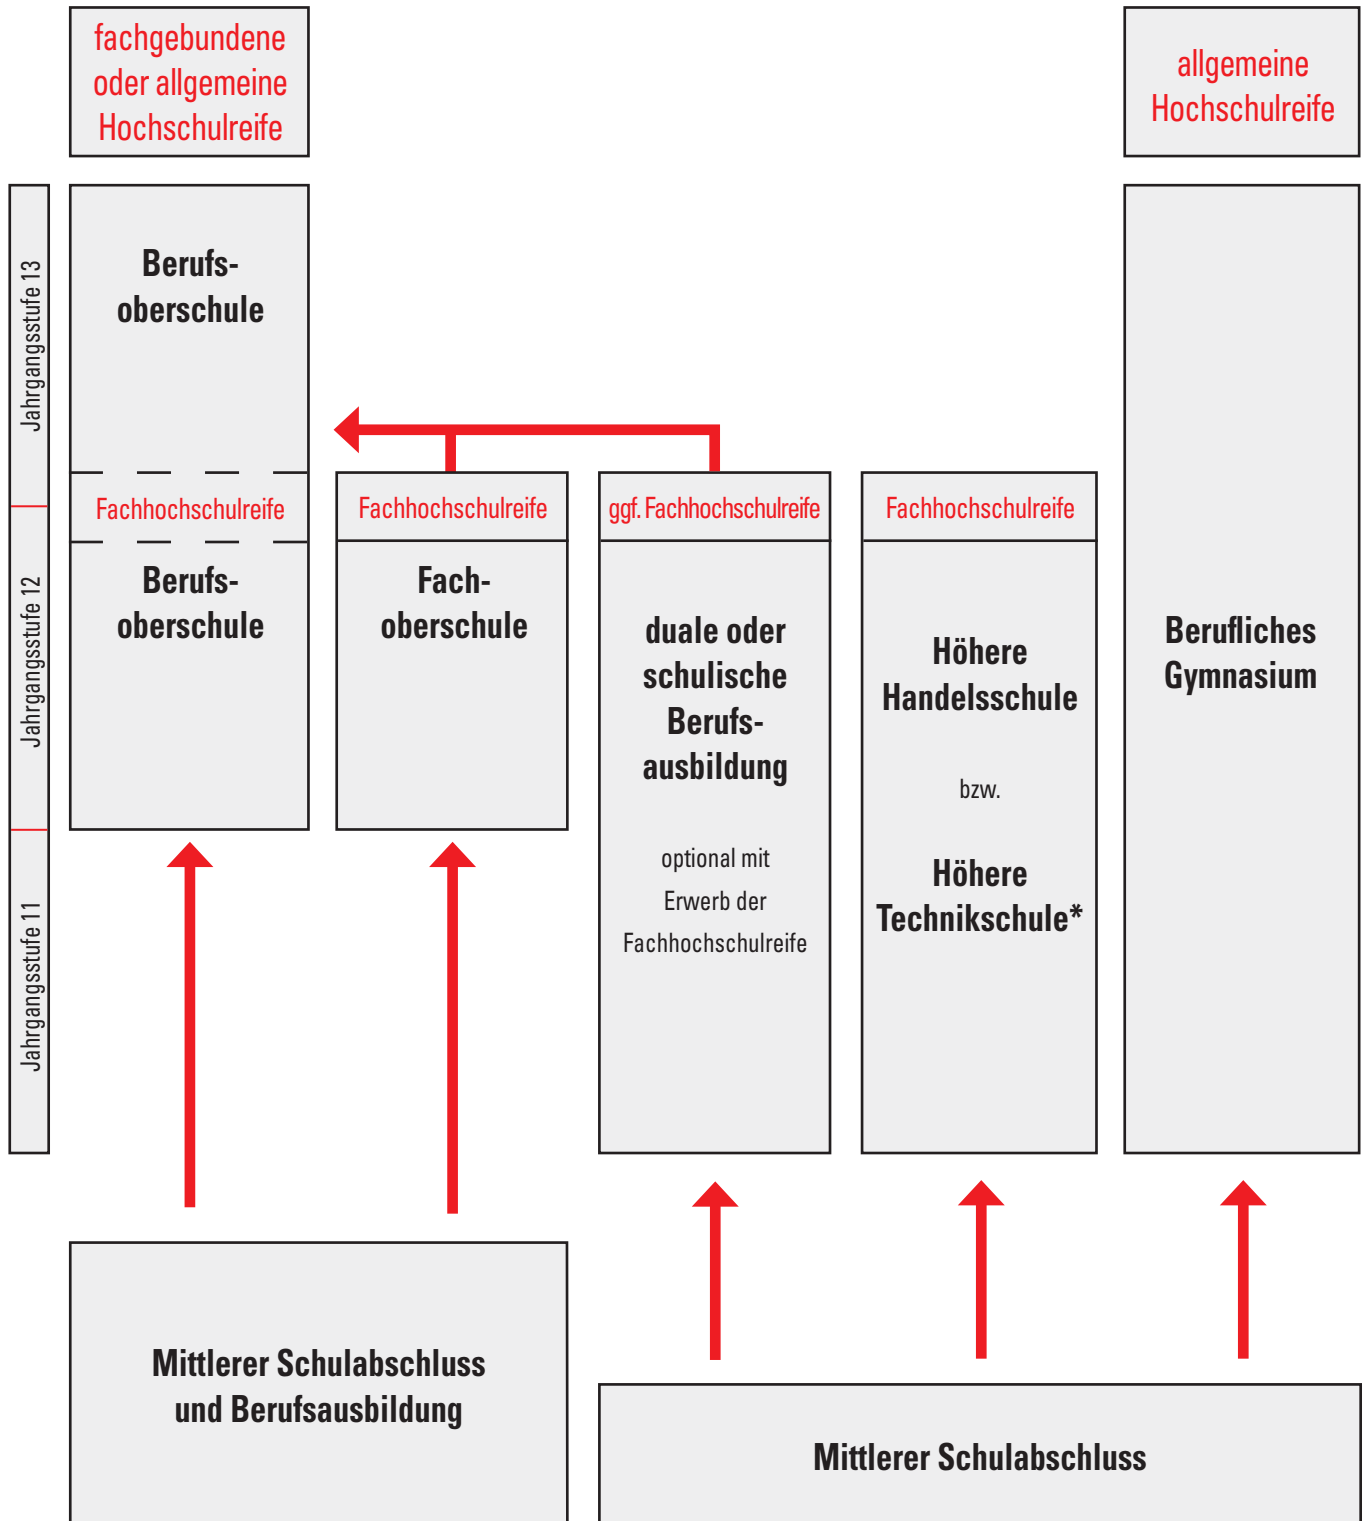 fachgebundene
oder allgemeine
Hochschulreife
allgemeine
Hochschulreife
Jahrgangsstufe 13
Jahrgangsstufe 12
Jahrgangsstufe 11
Berufs-
oberschule
Fachhochschulreife
Berufs-
oberschule
Fachhochschulreife
Fach-
oberschule
ggf. Fachhochschulreife
duale oder
schulische
Berufs-
ausbildung
optional mit
Erwerb der
Fachhochschulreife
Fachhochschulreife
Höhere
Handelsschule
bzw.
Höhere
Technikschule*
Berufliches
Gymnasium
Mittlerer Schulabschluss
und Berufsausbildung
Mittlerer Schulabschluss